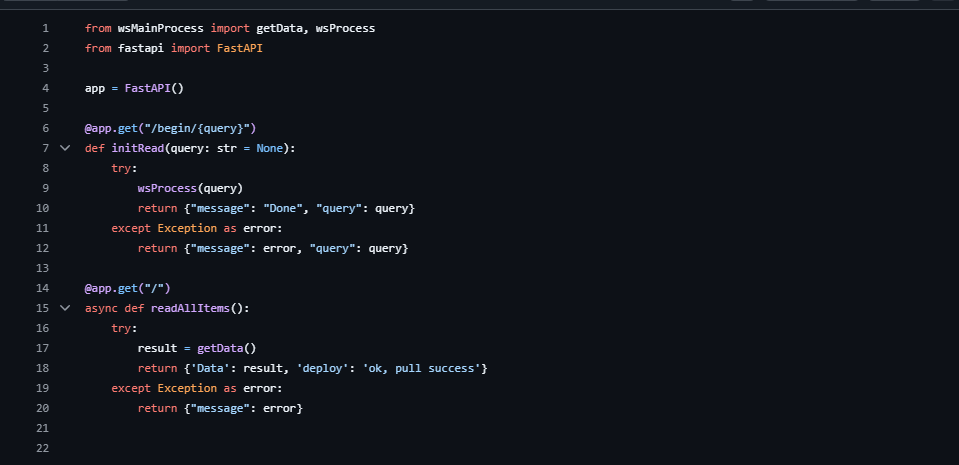 1 from wsMainProcess import getData, wsProcess
2 from fastapi import FastAPI
3
4 app = FastAPI()
5
6 @app.get("/begin/{query}")
7 def initRead(query: str = None):
8     try:
9         wsProcess(query)
10         return {"message": "Done", "query": query}
11     except Exception as error:
12         return {"message": error, "query": query}
13
14 @app.get("/")
15 async def readAllItems():
16     try:
17         result = getData()
18         return {'Data': result, 'deploy': 'ok, pull success'}
19     except Exception as error:
20         return {"message": error}
21
22